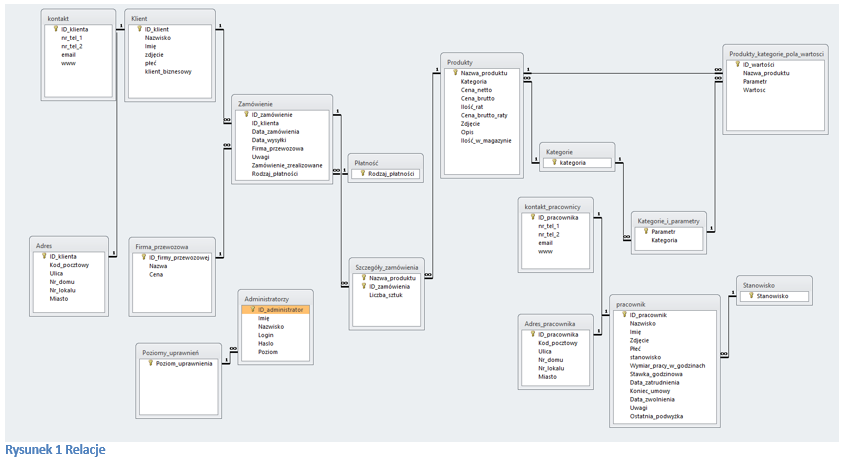 kontakt
ID_klienta
nr_tel_1
nr_tel_2
email
www
Klient
ID_klient
Nazwisko
Imię
zdjęcie
płeć
klient_biznesowy
Zamówienie
ID_zamówienie
ID_klienta
Data_zamówienia
Data_wysyłki
Firma_przewozowa
Uwagi
Zamówienie_zrealizowane
Rodzaj_płatności
Płatność
Rodzaj_płatności
Produkty
Nazwa_produktu
Kategoria
Cena_netto
Cena_brutto
Ilość_rat
Cena_brutto_raty
Zdjęcie
Opis
Ilość_w_magazynie
Produkty_kategorie_pola_wartosci
ID_wartości
Nazwa_produktu
Parametr
Wartosc
Kategorie
kategoria
Kategorie_i_parametry
Parametr
Kategoria
kontakt_pracownicy
ID_pracownika
nr_tel_1
nr_tel_2
email
www
Adres
ID_klienta
Kod_pocztowy
Ulica
Nr_domu
Nr_lokalu
Miasto
Firma_przewozowa
ID_firmy_przewozowej
Nazwa
Cena
Szczegóły_zamówienia
Nazwa_produktu
ID_zamówienia
Liczba_sztuk
Administratorzy
ID_administrator
Imię
Nazwisko
Login
Hasło
Poziom
Poziomy_uprawnień
Poziom_uprawnienia
Adres_pracownika
ID_pracownika
Kod_pocztowy
Ulica
Nr_domu
Nr_lokalu
Miasto
pracownik
ID_pracownik
Nazwisko
Imię
Zdjęcie
Płeć
stanowisko
Wymiar_pracy_w_godzinach
Stawka_godzinowa
Data_zatrudnienia
Koniec_umowy
Data_zwolnienia
Uwagi
Ostatnia_podwyżka
Stanowisko
Stanowisko
Rysunek 1 Relacje